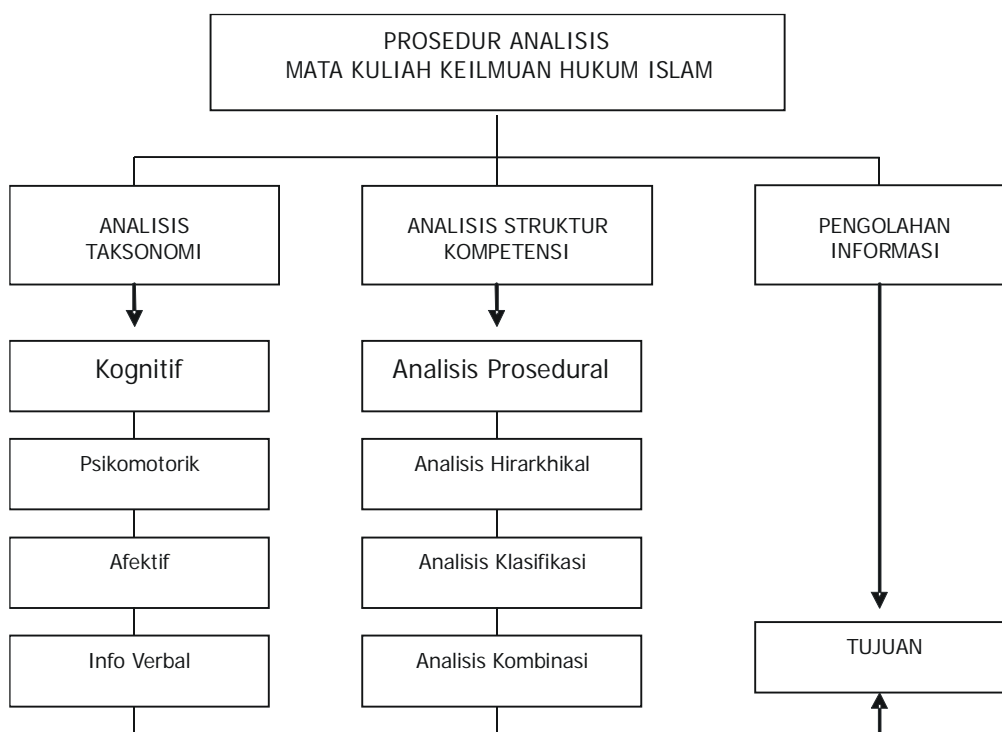 PROSEDUR ANALISIS
MATA KULIAH KEILMUAN HUKUM ISLAM
ANALISIS
TAKSONOMI
ANALISIS STRUKTUR
KOMPETENSI
PENGOLAHAN
INFORMASI
Kognitif
Analisis Prosedural
Psikomotorik
Analisis Hirarkhikal
Afektif
Analisis Klasifikasi
Info Verbal
Analisis Kombinasi
TUJUAN